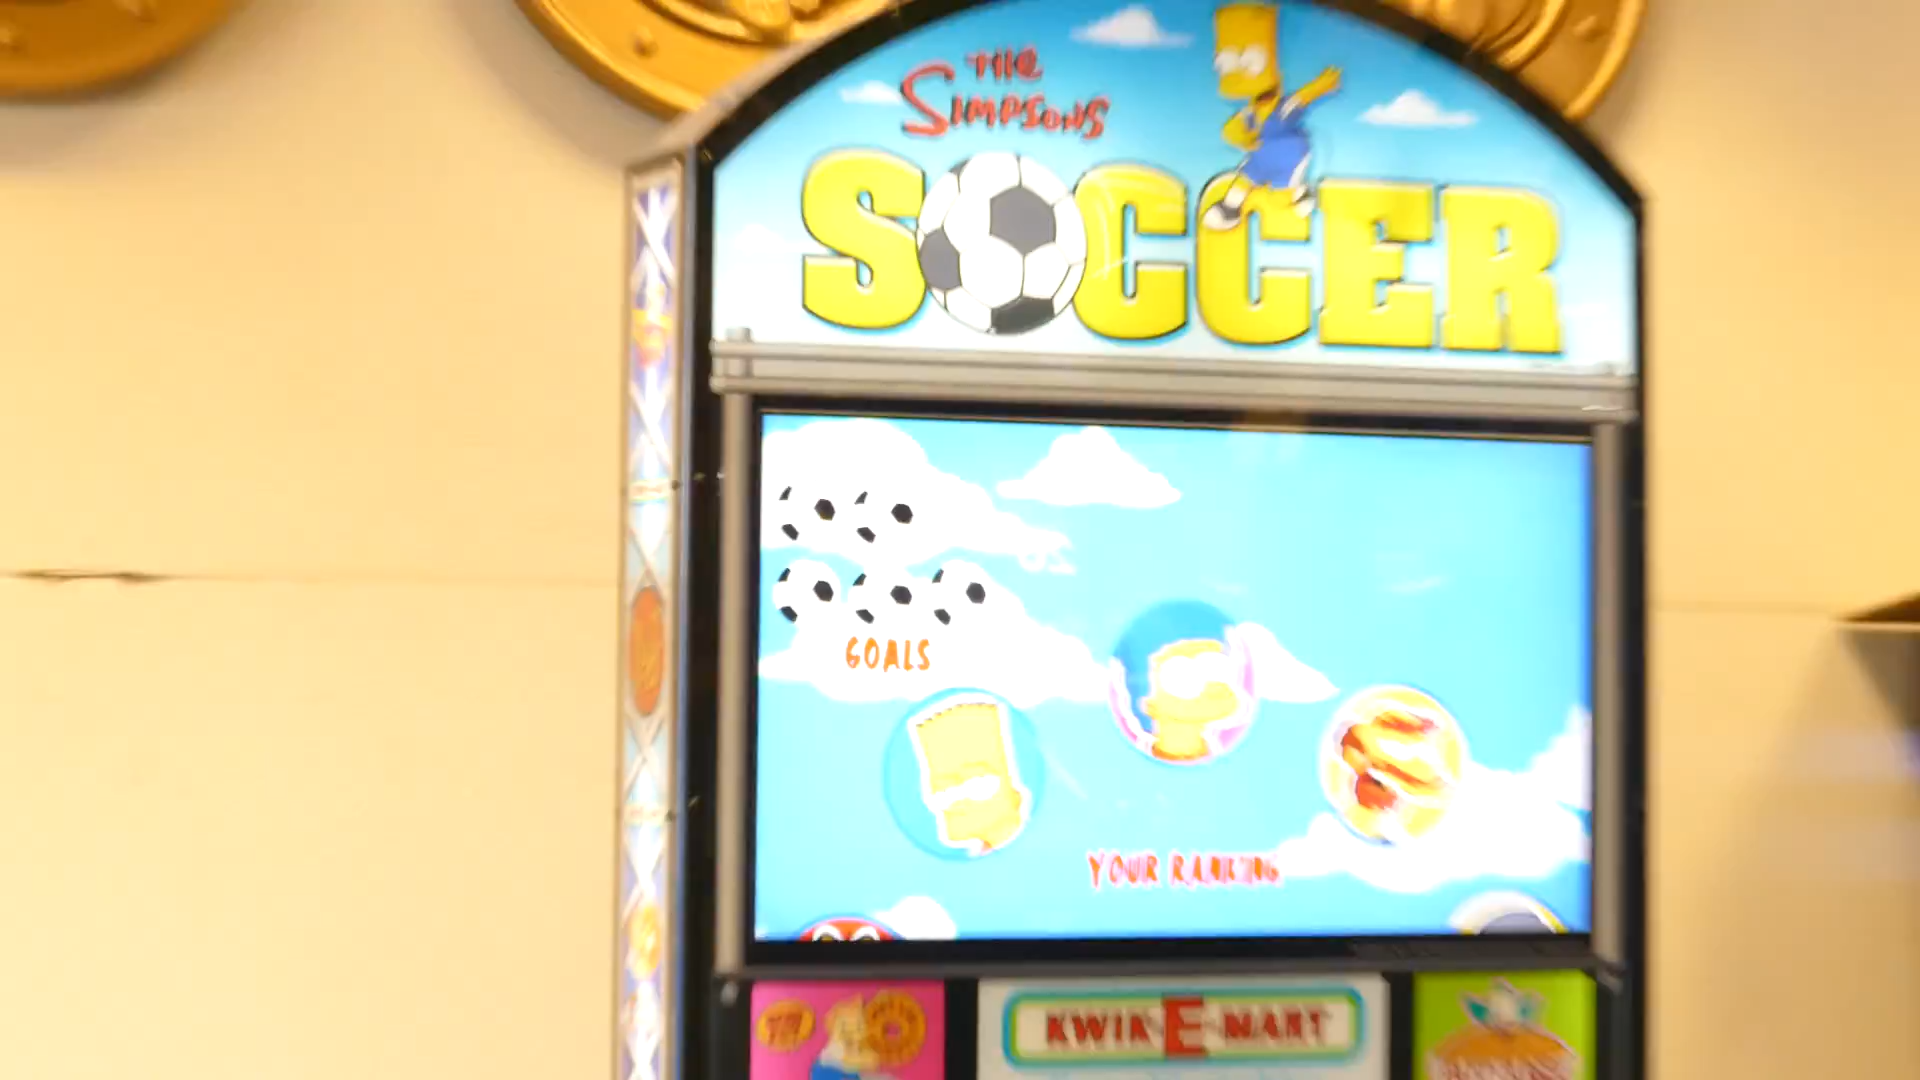 THE
SIMPSONS
SOCCER
GOALS
YOUR RANKING
KWIK-E-MART